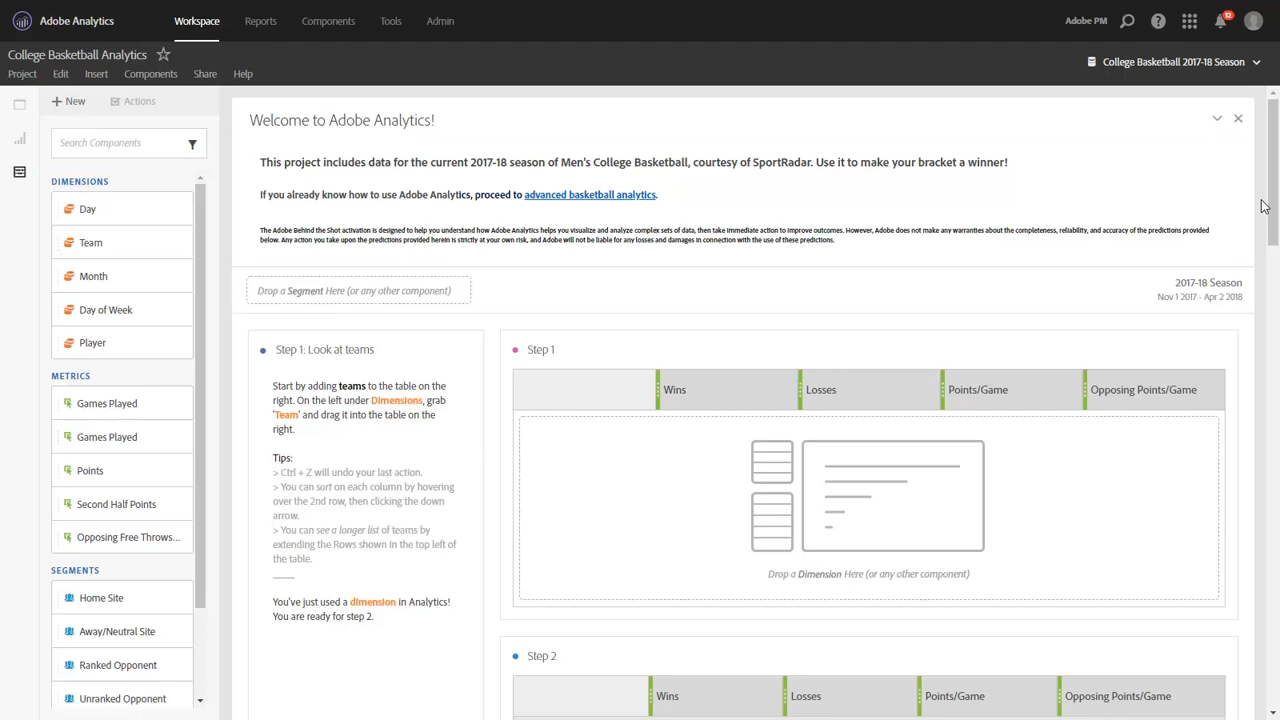 Adobe Analytics
Workspace
Reports
Components
Tools
Admin
Adobe PM
12
College Basketball Analytics
Project
Edit
Insert
Components
Share
Help
College Basketball 2017-18 Season
New
Actions
Search Components
DIMENSIONS
Day
Team
Month
Day of Week
Player
METRICS
Games Played
Games Played
Points
Second Half Points
Opposing Free Throws...
SEGMENTS
Home Site
Away/Neutral Site
Ranked Opponent
Unranked Opponent
Welcome to Adobe Analytics!
This project includes data for the current 2017-18 season of Men's College Basketball, courtesy of SportRadar. Use it to make your bracket a winner!
If you already know how to use Adobe Analytics, proceed to advanced basketball analytics.
The Adobe Behind the Shot activation is designed to help you understand how Adobe Analytics helps you visualize and analyze complex sets of data, then take immediate action to improve outcomes. However, Adobe does not make any warranties about the completeness, reliability, and accuracy of the predictions provided
below. Any action you take upon the predictions provided herein is strictly at your own risk, and Adobe will not be liable for any losses and damages in connection with the use of these predictions.
Drop a Segment Here (or any other component)
2017-18 Season
Nov 1 2017 - Apr 2 2018
Step 1: Look at teams
Start by adding teams to the table on the
right. On the left under Dimensions, grab
'Team' and drag it into the table on the
right.
Tips:
> Ctrl + Z will undo your last action.
> You can sort on each column by hovering
over the 2nd row, then clicking the down
arrow.
> You can see a longer list of teams by
extending the Rows shown in the top left of
the table.
You've just used a dimension in Analytics!
You are ready for step 2.
Step 1
Wins
Losses
Points/Game
Opposing Points/Game
Drop a Dimension Here (or any other component)
Step 2
Wins
Losses
Points/Game
Opposing Points/Game